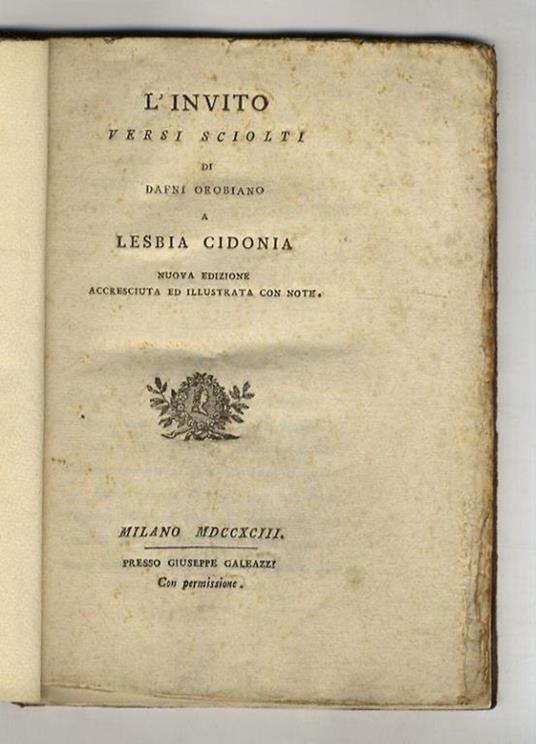 L'INVITO
VERSI SCIOLTI
DI
DAFNI OROBIANO
A
LESBIA CIDONIA
NUOVA EDIZIONE
ACCRESCIUTA ED ILLUSTRATA CON NOTE.
MILANO MDCCXCIII.
PRESSO GIUSEPPE GALEAZZI
Con permissione.